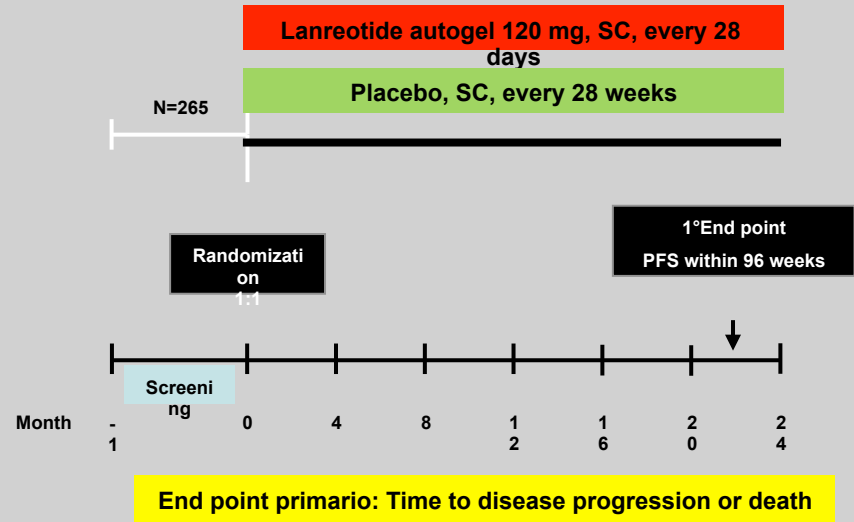 Lanreotide autogel 120 mg, SC, every 28
days
Placebo, SC, every 28 weeks
N=265
1°End point
PFS within 96 weeks
Randomizati
on
1:1
Screeni
ng
Month
-
1
0
4
8
1
2
1
6
2
0
2
4
End point primario: Time to disease progression or death